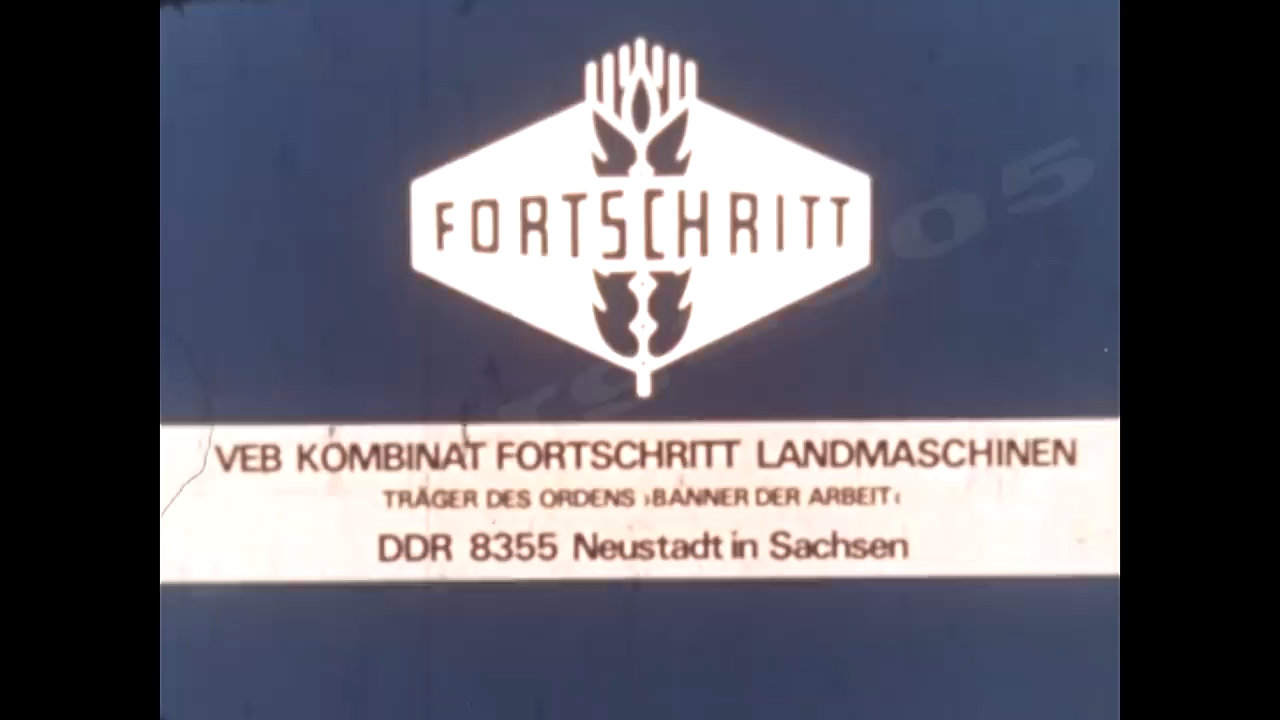 FORTSCHRITT
VEB KOMBINAT FORTSCHRITT LANDMASCHINEN
TRÄGER DES ORDENS ›BANNER DER ARBEIT‹
DDR 8355 Neustadt in Sachsen